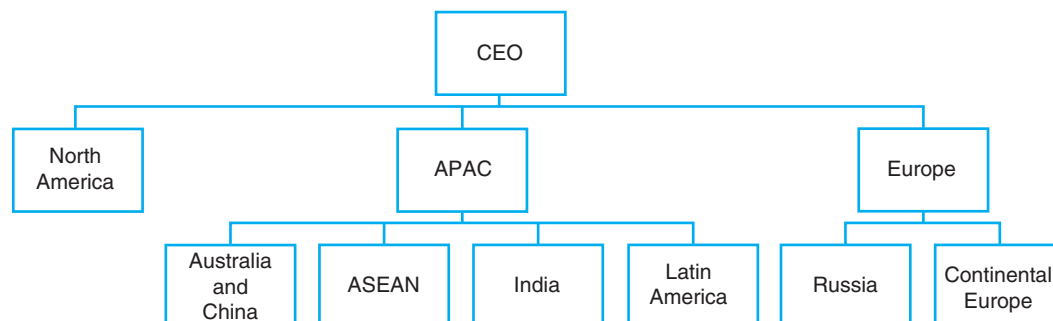 CEO
North
America
APAC
Europe
Australia
and
China
ASEAN
India
Latin
America
Russia
Continental
Europe